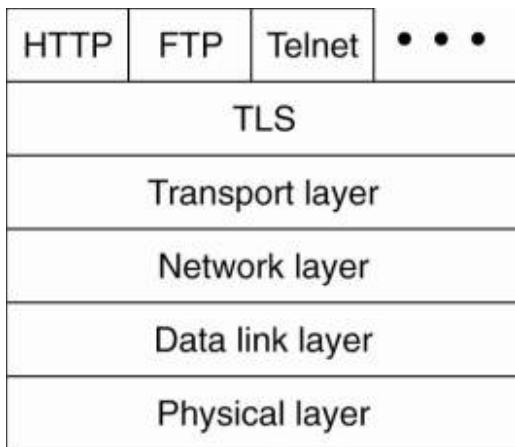 HTTP FTP Telnet • • •
TLS
Transport layer
Network layer
Data link layer
Physical layer